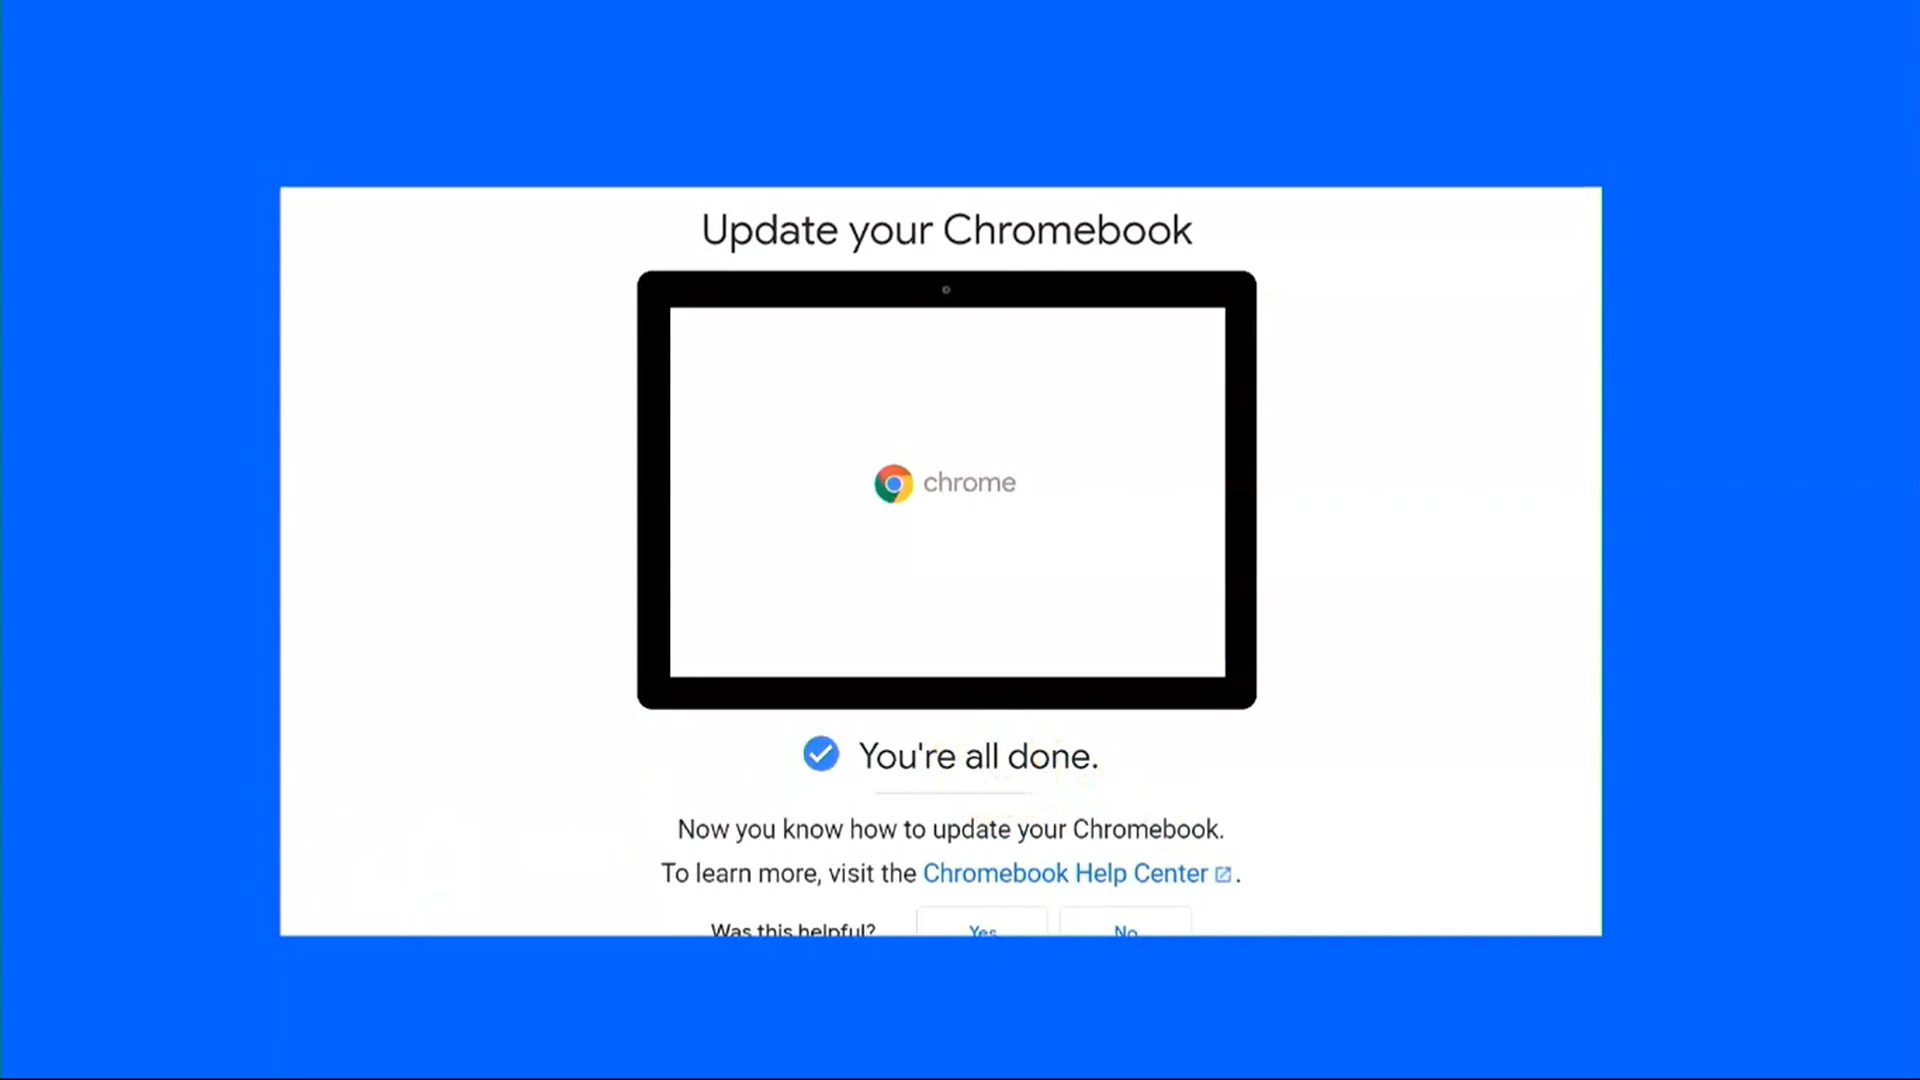 Update your Chromebook
chrome
You're all done.
Now you know how to update your Chromebook.
To learn more, visit the Chromebook Help Center.
Was this helpful? Yes No